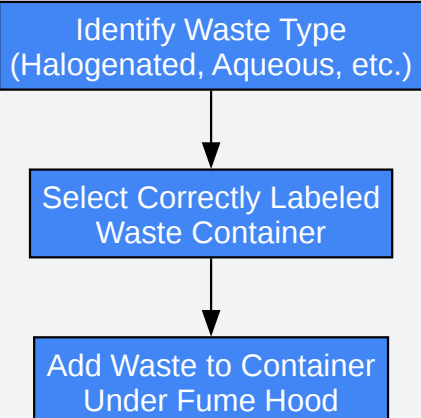 Identify Waste Type
(Halogenated, Aqueous, etc.)
Select Correctly Labeled
Waste Container
Add Waste to Container
Under Fume Hood